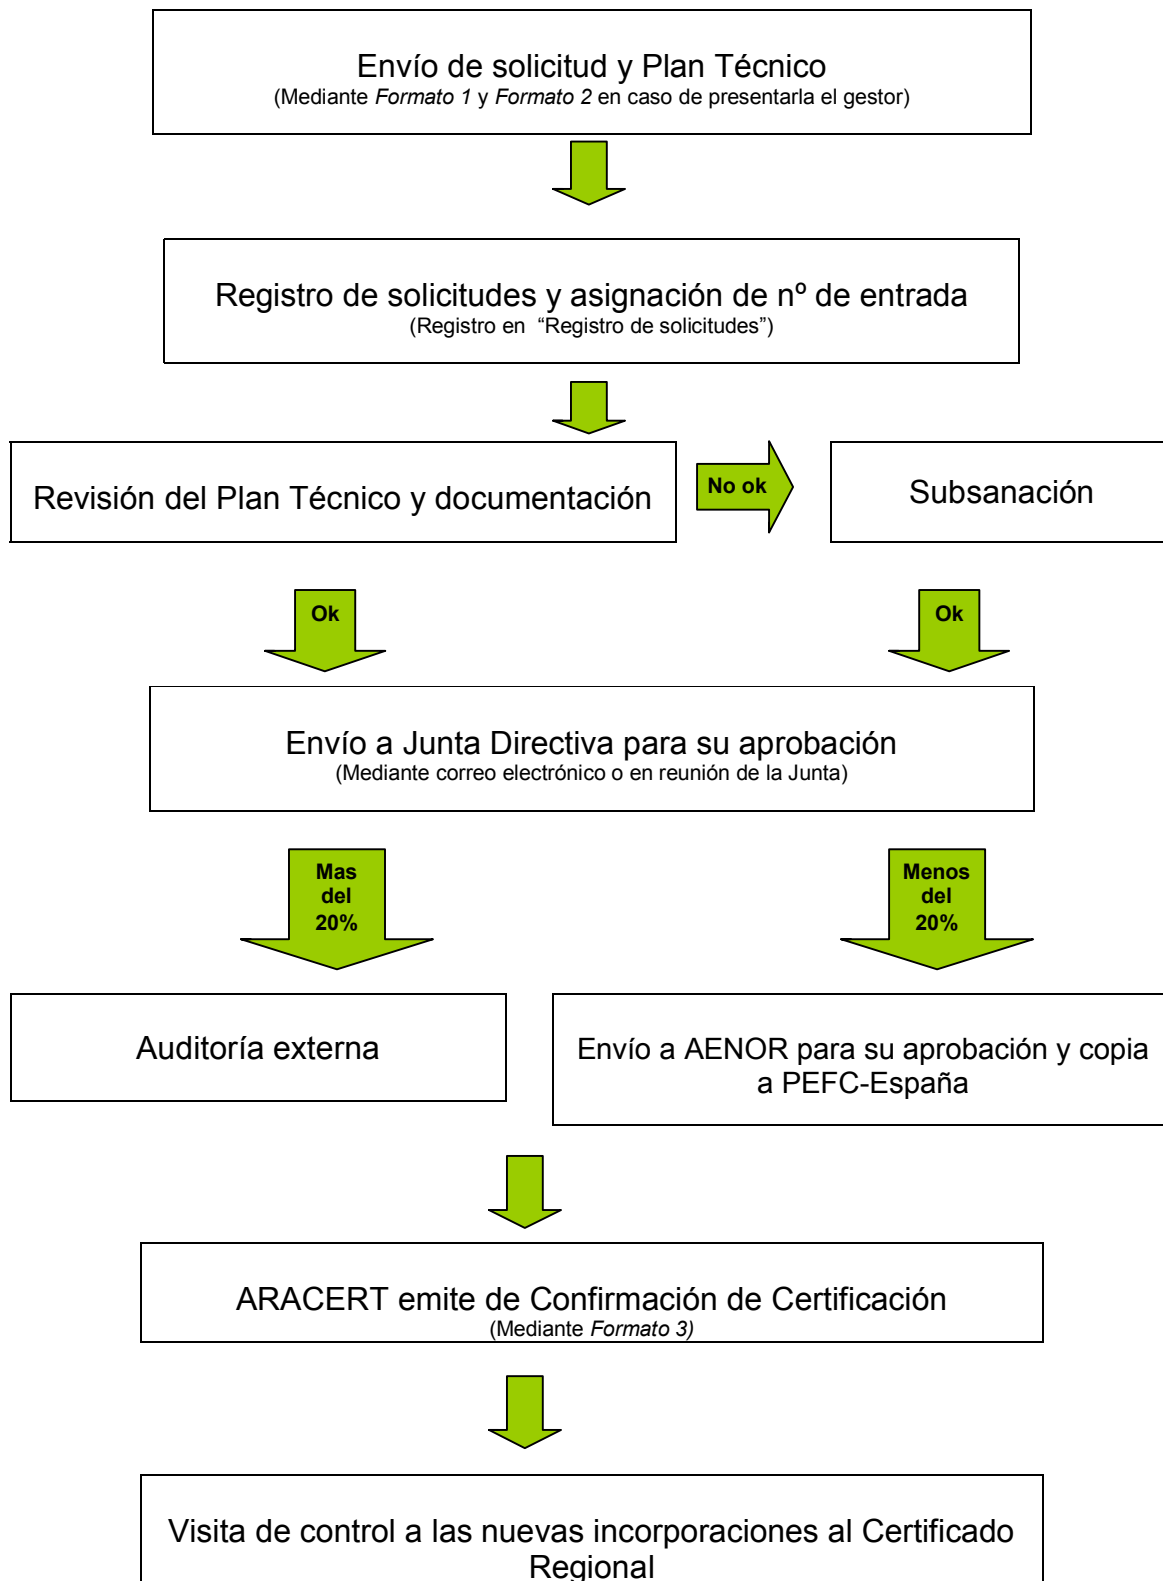 Envío de solicitud y Plan Técnico
(Mediante Formato 1 y Formato 2 en caso de presentarla el gestor)
Registro de solicitudes y asignación de nº de entrada
(Registro en “Registro de solicitudes”)
Revisión del Plan Técnico y documentación
No ok
Subsanación
Ok
Ok
Envío a Junta Directiva para su aprobación
(Mediante correo electrónico o en reunión de la Junta)
Mas
del
20%
Menos
del
20%
Auditoría externa
Envío a AENOR para su aprobación y copia
a PEFC-España
ARACERT emite de Confirmación de Certificación
(Mediante Formato 3)
Visita de control a las nuevas incorporaciones al Certificado
Regional